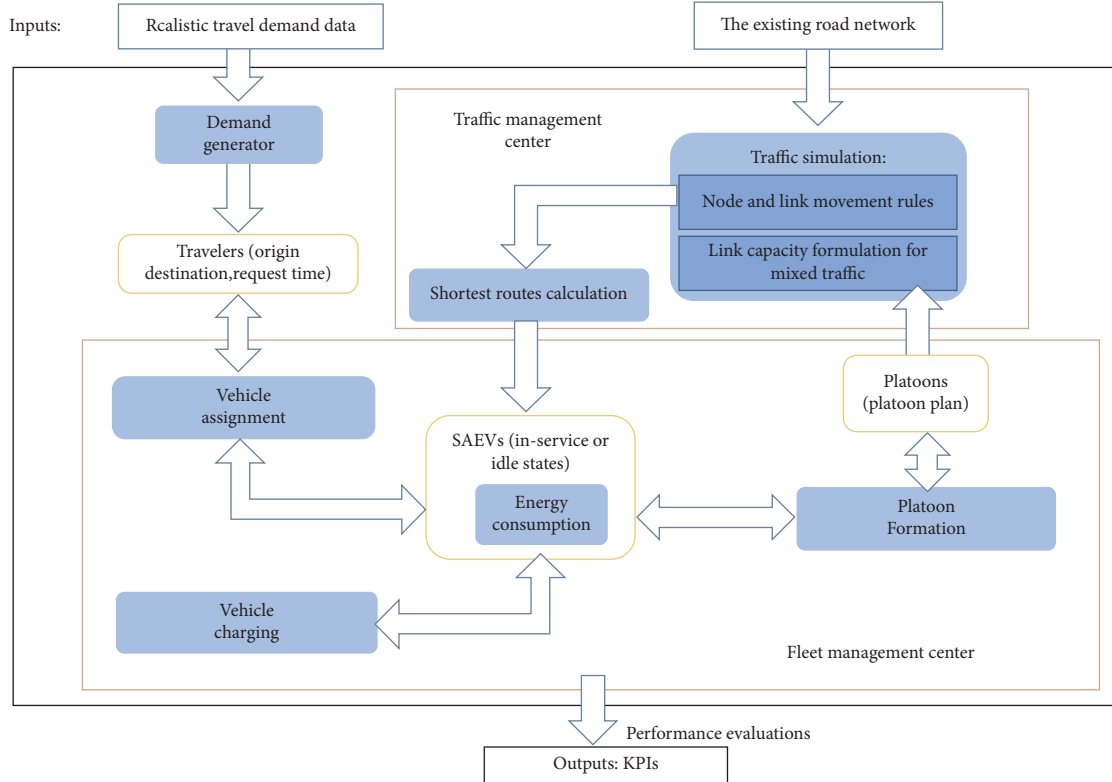 Inputs:
Rcalistic travel demand data
The existing road network
Demand
generator
Traffic management
center
Traffic simulation:
Node and link movement rules
Link capacity formulation for
mixed traffic
Travelers (origin
destination,request time)
Shortest routes calculation
Vehicle
assignment
Platoons
(platoon plan)
SAEVs (in-service or
idle states)
Energy
consumption
Platoon
Formation
Vehicle
charging
Fleet management center
Performance evaluations
Outputs: KPIs